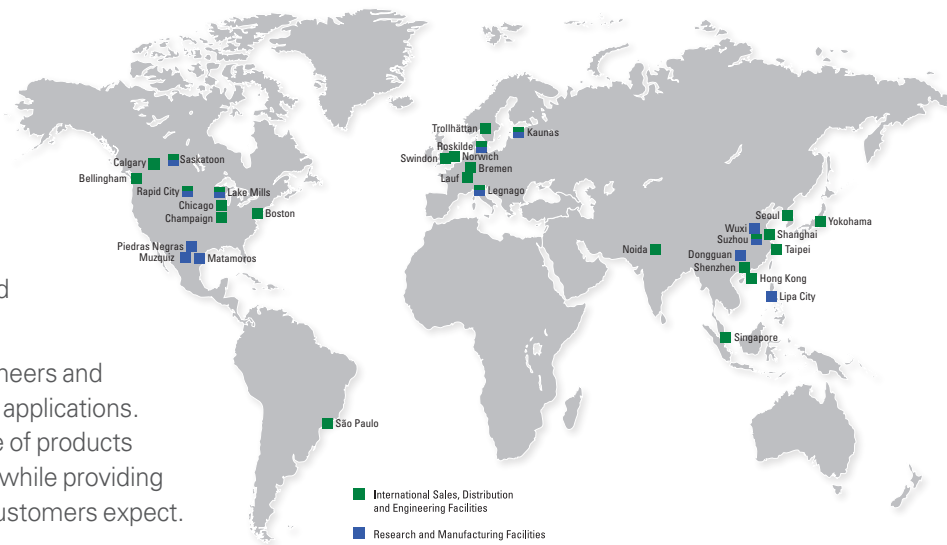 Trollhättan
Kaunas
Roskilde
Swindon
Norwich
Bremen
Lauf
Legnago
Calgary
Saskatoon
Bellingham
Rapid City
Lake Mills
Chicago
Champaign
Boston
Piedras Negras
Muzquiz
Matamoros
Seoul
Yokohama
Wuxi
Suzhou
Shanghai
Noida
Taipei
Dongguan
Shenzhen
Hong Kong
Lipa City
Singapore
São Paulo
d
neers and
applications.
e of products
while providing
ustomers expect.
International Sales, Distribution
and Engineering Facilities
Research and Manufacturing Facilities